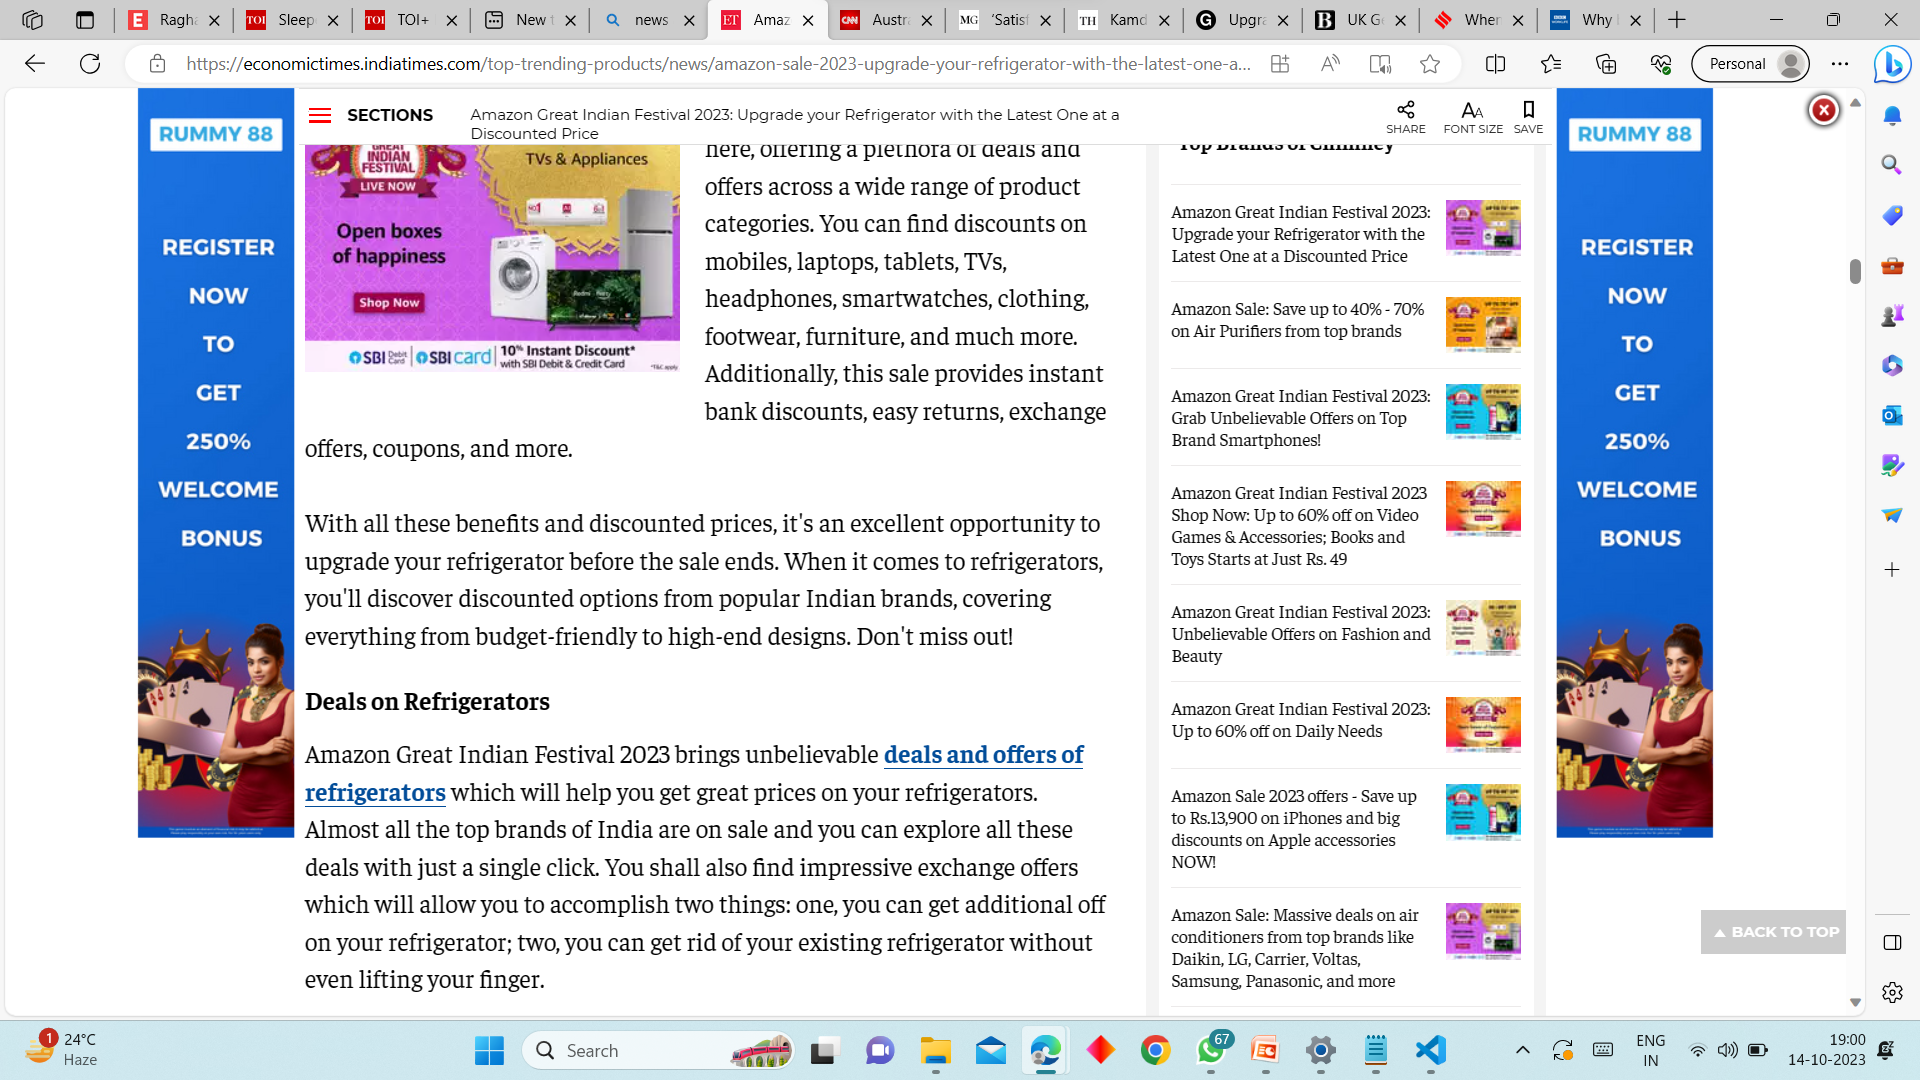 Ragha
Sleep
TOI+
New t
news
Amaz
Austra
'Satisf
Kamd
Upgra
UK Ge
When
Why
https://economictimes.indiatimes.com/top-trending-products/news/amazon-sale-2023-upgrade-your-refrigerator-with-the-latest-one-a...
Personal
SECTIONS
Amazon Great Indian Festival 2023: Upgrade your Refrigerator with the Latest One at a
Discounted Price
SHARE
FONT SIZE
SAVE
RUMMY 88
REGISTER
NOW
TO
GET
250%
WELCOME
BONUS
GREAT
INDIAN
FESTIVAL
LIVE NOW
TVs & Appliances
Open boxes
of happiness
Shop Now
SBI Debit Card | SBI card | 10% Instant Discount*
with SBI Debit & Credit Card
*T&C apply
here, offering a plethora of deals and
offers across a wide range of product
categories. You can find discounts on
mobiles, laptops, tablets, TVs,
headphones, smartwatches, clothing,
footwear, furniture, and much more.
Additionally, this sale provides instant
bank discounts, easy returns, exchange
offers, coupons, and more.
With all these benefits and discounted prices, it's an excellent opportunity to
upgrade your refrigerator before the sale ends. When it comes to refrigerators,
you'll discover discounted options from popular Indian brands, covering
everything from budget-friendly to high-end designs. Don't miss out!
Deals on Refrigerators
Amazon Great Indian Festival 2023 brings unbelievable deals and offers of
refrigerators which will help you get great prices on your refrigerators.
Almost all the top brands of India are on sale and you can explore all these
deals with just a single click. You shall also find impressive exchange offers
which will allow you to accomplish two things: one, you can get additional off
on your refrigerator; two, you can get rid of your existing refrigerator without
even lifting your finger.
Top Brands of Chimney
Amazon Great Indian Festival 2023:
Upgrade your Refrigerator with the
Latest One at a Discounted Price
Amazon Sale: Save up to 40% - 70%
on Air Purifiers from top brands
Amazon Great Indian Festival 2023:
Grab Unbelievable Offers on Top
Brand Smartphones!
Amazon Great Indian Festival 2023
Shop Now: Up to 60% off on Video
Games & Accessories; Books and
Toys Starts at Just Rs. 49
Amazon Great Indian Festival 2023:
Unbelievable Offers on Fashion and
Beauty
Amazon Great Indian Festival 2023:
Up to 60% off on Daily Needs
Amazon Sale 2023 offers - Save up
to Rs.13,900 on iPhones and big
discounts on Apple accessories
NOW!
Amazon Sale: Massive deals on air
conditioners from top brands like
Daikin, LG, Carrier, Voltas,
Samsung, Panasonic, and more
RUMMY 88
REGISTER
NOW
TO
GET
250%
WELCOME
BONUS
BACK TO TOP
1
24°C
Haze
Search
67
ENG
IN
19:00
14-10-2023